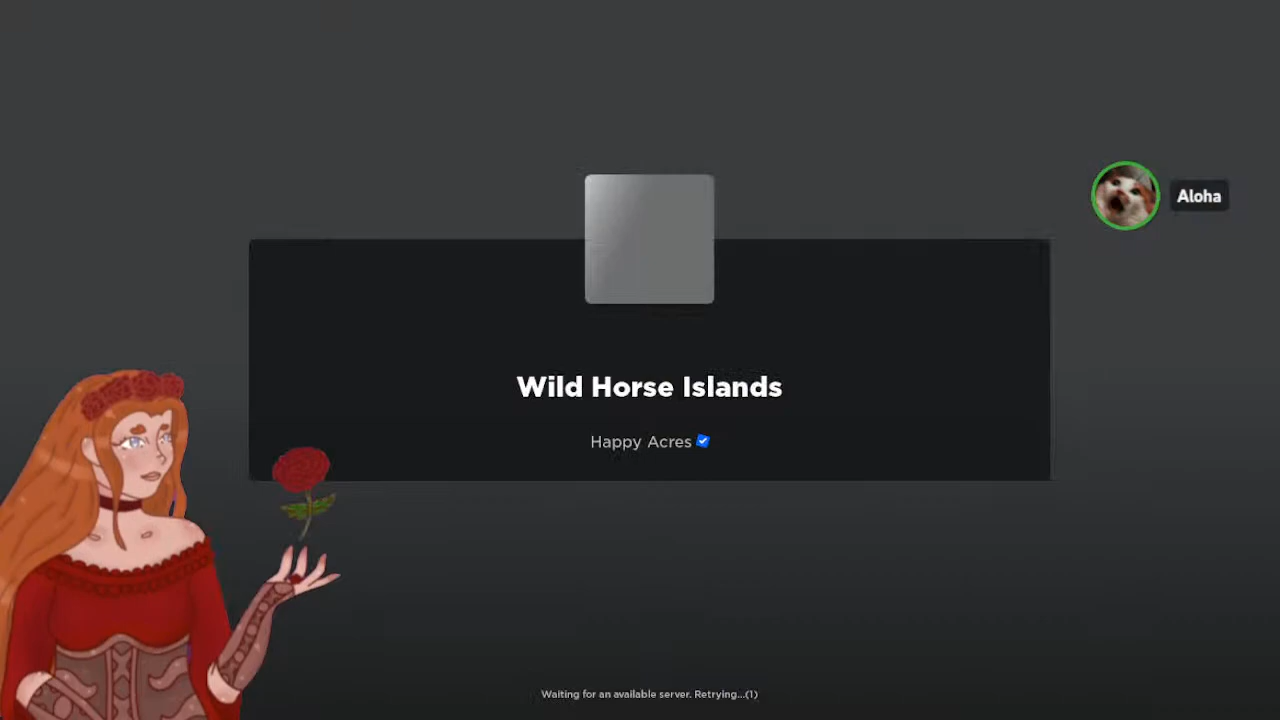 Aloha
Wild Horse Islands
Happy Acres
Waiting for an available server. Retrying...(1)